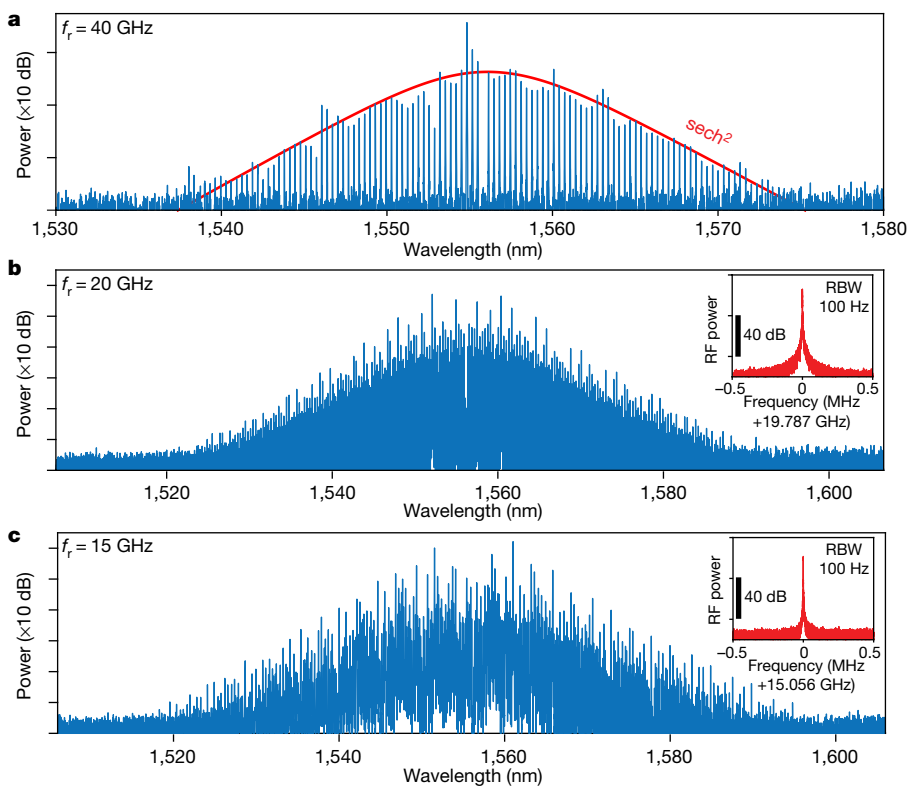 a
fr = 40 GHz
Power (×10 dB)
sech²
1,530
1,540
1,550
1,560
1,570
1,580
Wavelength (nm)
b
fr = 20 GHz
Power (×10 dB)
1,520
1,540
1,560
1,580
1,600
Wavelength (nm)
RBW
100 Hz
RF power
40 dB
−0.5
0
0.5
Frequency (MHz
+19.787 GHz)
c
fr = 15 GHz
Power (×10 dB)
1,520
1,540
1,560
1,580
1,600
Wavelength (nm)
RBW
100 Hz
RF power
40 dB
−0.5
0
0.5
Frequency (MHz
+15.056 GHz)